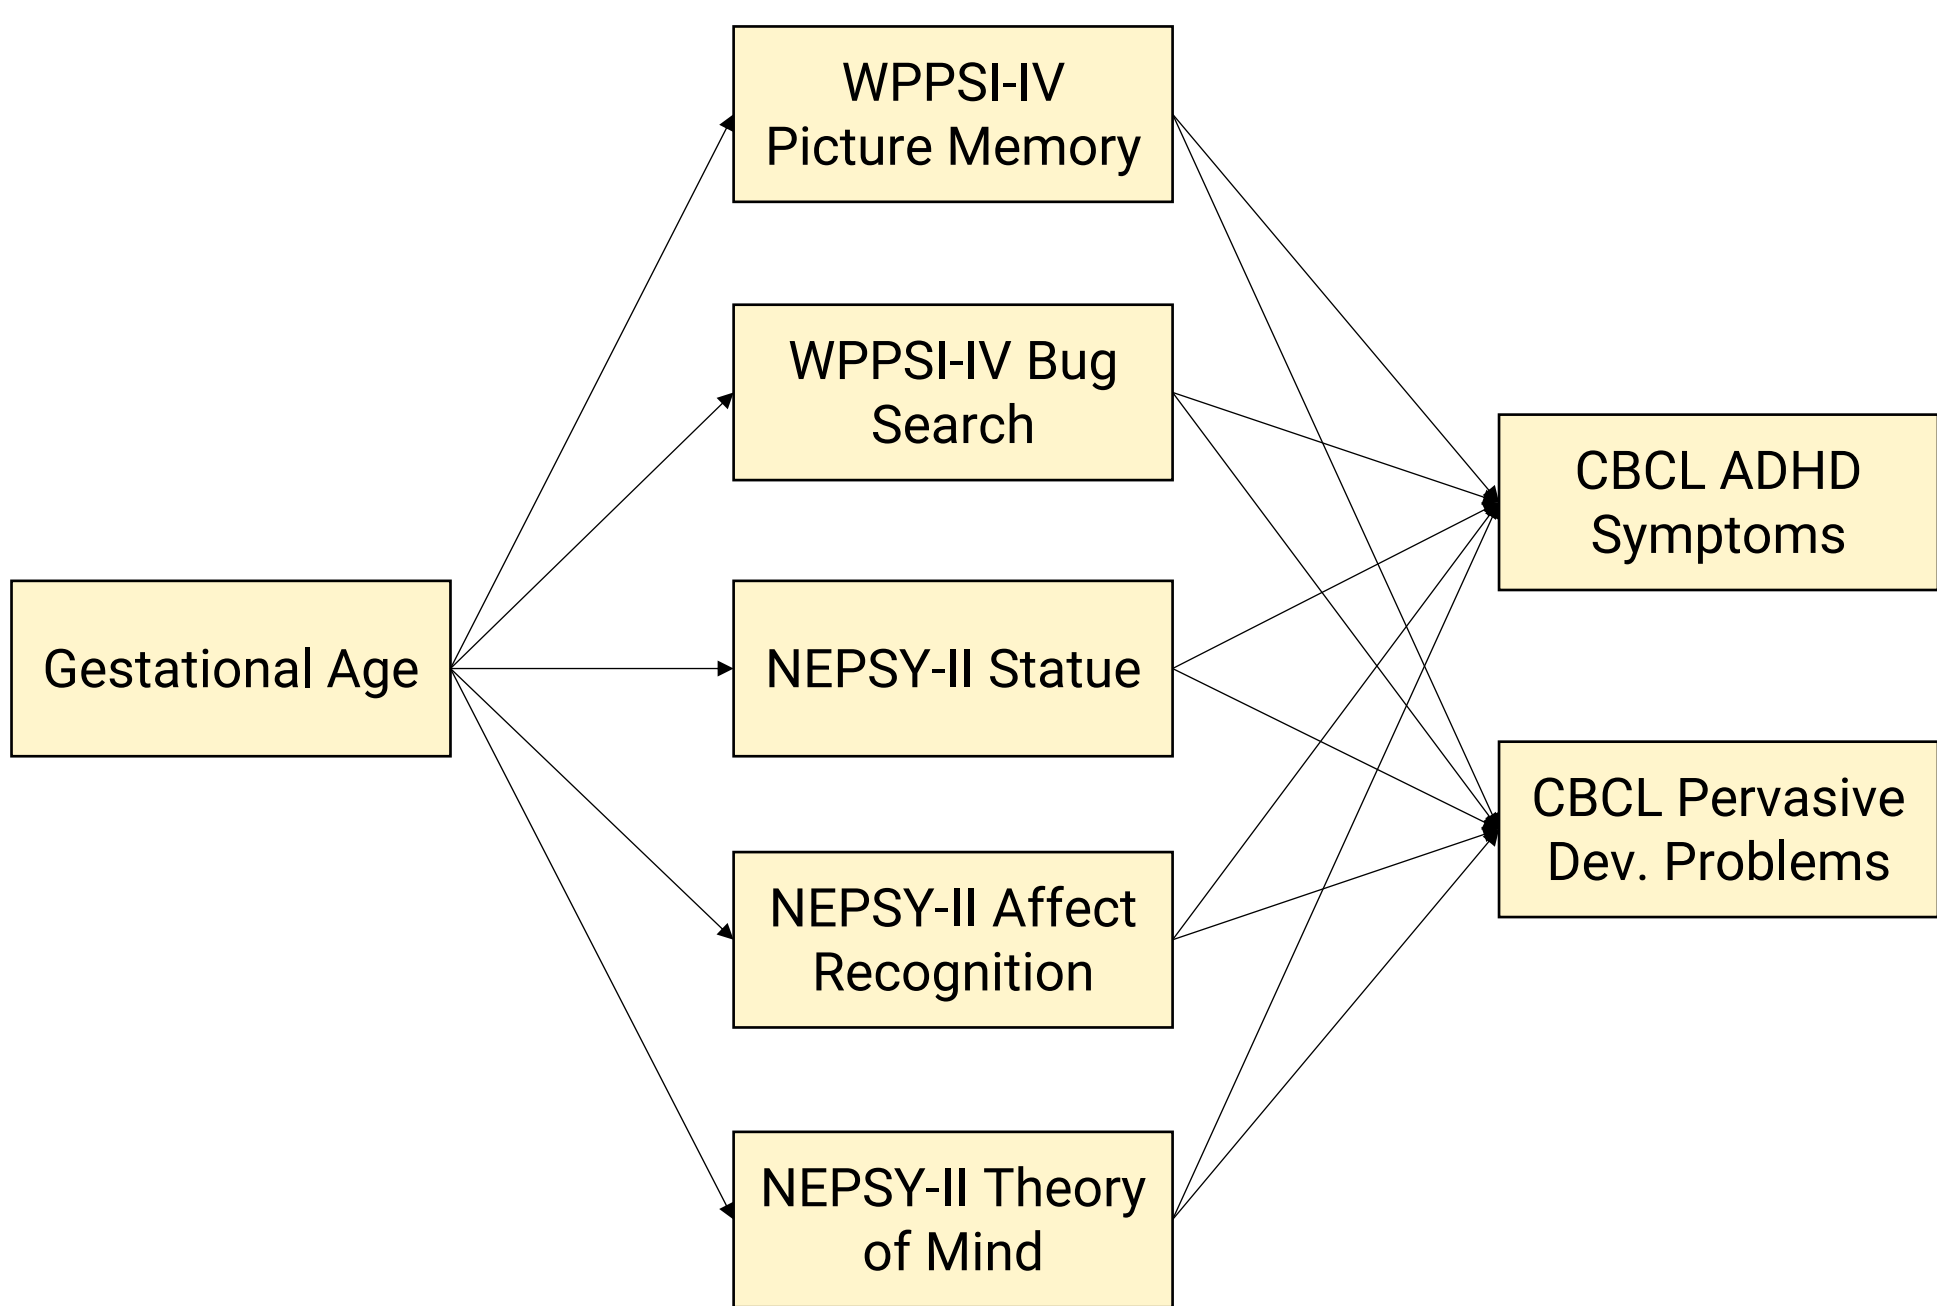 WPPSI-IV
Picture Memory
WPPSI-IV Bug
Search
CBCL ADHD
Symptoms
Gestational Age
NEPSY-II Statue
CBCL Pervasive
Dev. Problems
NEPSY-II Affect
Recognition
NEPSY-II Theory
of Mind